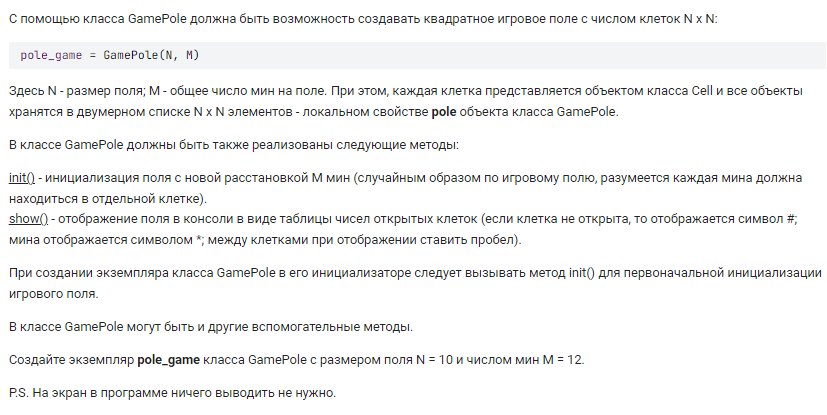 С помощью класса GamePole должна быть возможность создавать квадратное игровое поле с числом клеток N x N:
pole_game = GamePole(N, M)
Здесь N - размер поля; M - общее число мин на поле. При этом, каждая клетка представляется объектом класса Cell и все объекты
хранятся в двумерном списке N x N элементов - локальном свойстве pole объекта класса GamePole.
В классе GamePole должны быть также реализованы следующие методы:
init() - инициализация поля с новой расстановкой M мин (случайным образом по игровому полю, разумеется каждая мина должна
находиться в отдельной клетке).
show() - отображение поля в консоли в виде таблицы чисел открытых клеток (если клетка не открыта, то отображается символ #;
мина отображается символом *; между клетками при отображении ставить пробел).
При создании экземпляра класса GamePole в его инициализаторе следует вызывать метод init() для первоначальной инициализации
игрового поля.
В классе GamePole могут быть и другие вспомогательные методы.
Создайте экземпляр pole_game класса GamePole с размером поля N = 10 и числом мин M = 12.
P.S. На экран в программе ничего выводить не нужно.